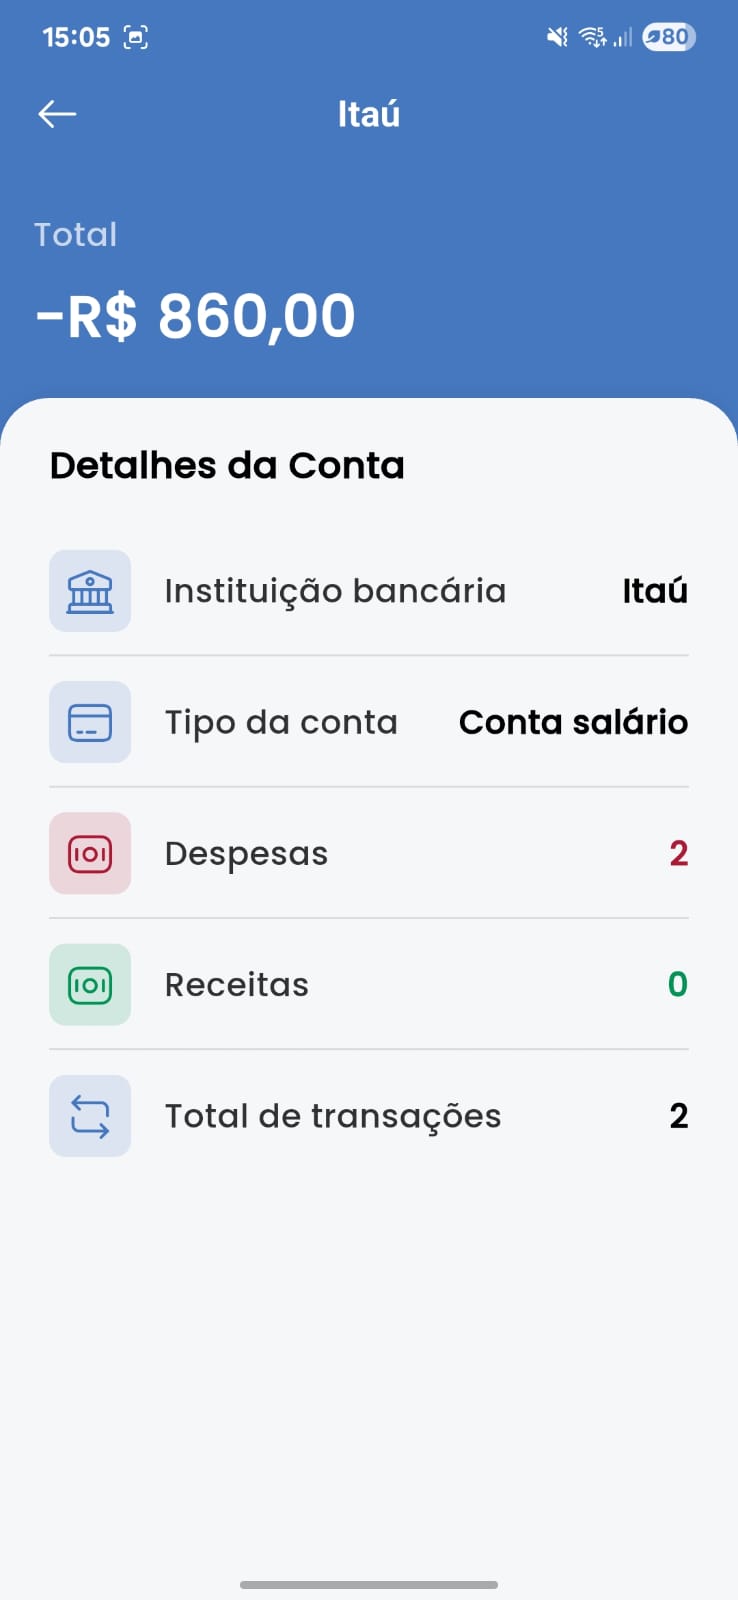 15:05
5
80
Itaú
Total
-R$ 860,00
Detalhes da Conta
Instituição bancária Itaú
Tipo da conta Conta salário
Despesas 2
Receitas 0
Total de transações 2